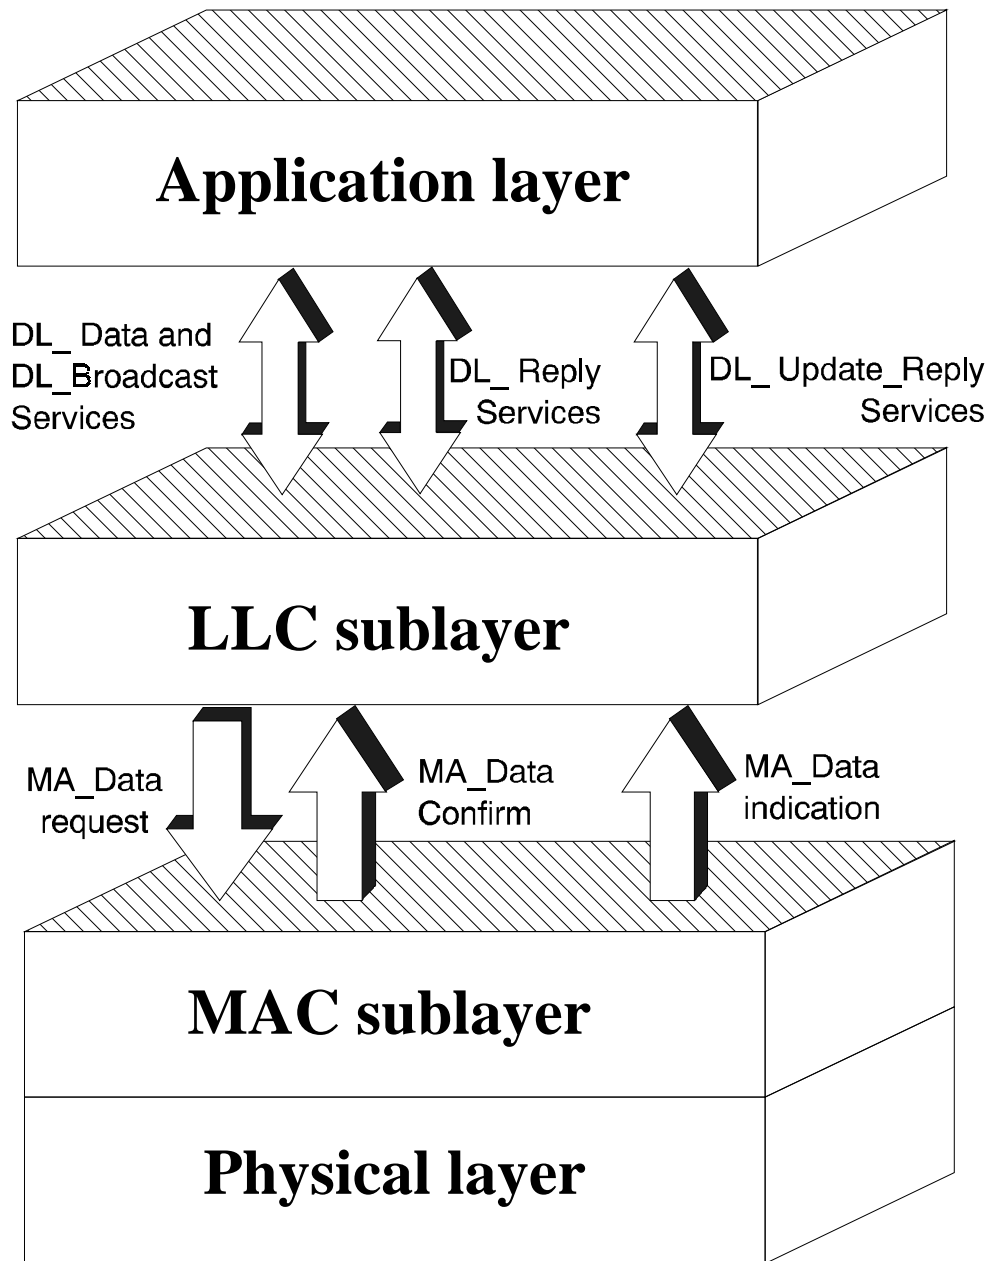 Application layer
DL_ Data and
DL_Broadcast
Services
DL_ Reply
Services
DL_ Update_Reply
Services
LLC sublayer
MA_Data
request
MA_Data
Confirm
MA_Data
indication
MAC sublayer
Physical layer